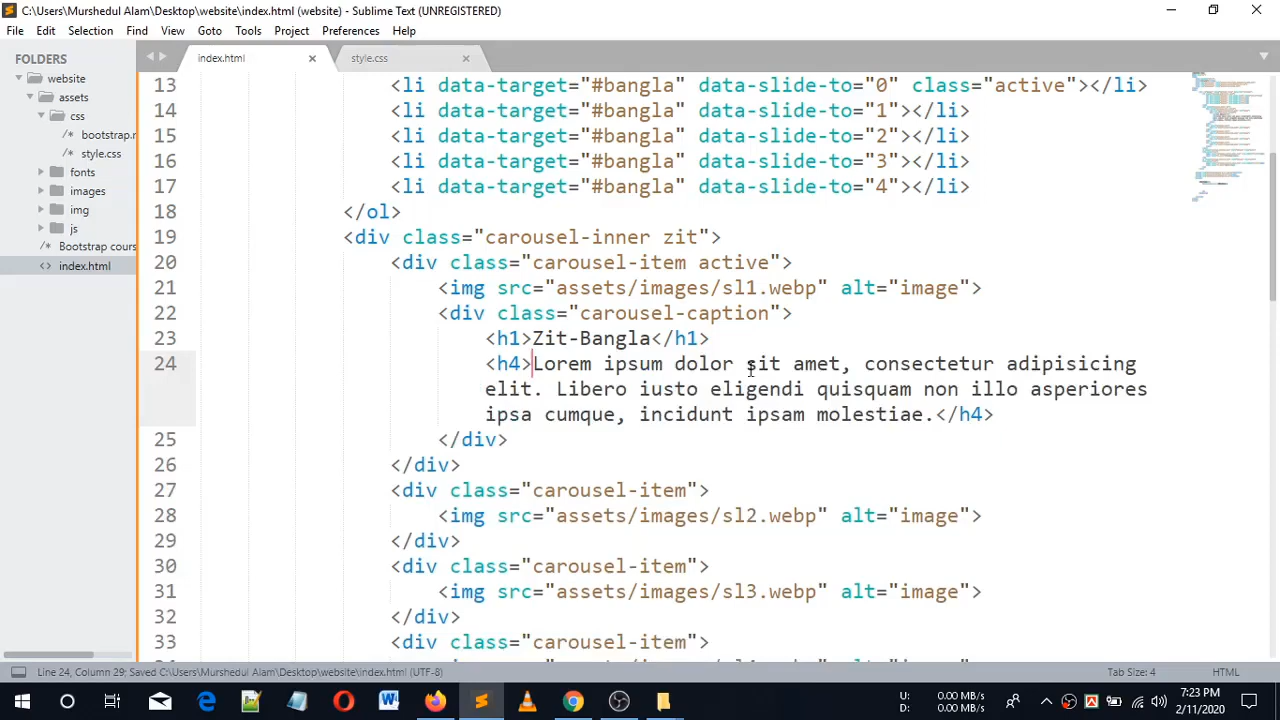 C:\Users\Murshedul Alam\Desktop\website\index.html (website) - Sublime Text (UNREGISTERED)
File Edit Selection Find View Goto Tools Project Preferences Help
FOLDERS
website
assets
css
bootstrap.r
style.css
fonts
images
img
js
Bootstrap cours
index.html
index.html
style.css
13 <li data-target="#bangla" data-slide-to="0" class="active"></li>
14 <li data-target="#bangla" data-slide-to="1"></li>
15 <li data-target="#bangla" data-slide-to="2"></li>
16 <li data-target="#bangla" data-slide-to="3"></li>
17 <li data-target="#bangla" data-slide-to="4"></li>
18 </ol>
19 <div class="carousel-inner zit">
20 <div class="carousel-item active">
21 <img src="assets/images/sl1.webp" alt="image">
22 <div class="carousel-caption">
23 <h1>Zit-Bangla</h1>
24 <h4>Lorem ipsum dolor sit amet, consectetur adipisicing
elit. Libero iusto eligendi quisquam non illo asperiores
ipsa cumque, incidunt ipsam molestiae.</h4>
25 </div>
26 </div>
27 <div class="carousel-item">
28 <img src="assets/images/sl2.webp" alt="image">
29 </div>
30 <div class="carousel-item">
31 <img src="assets/images/sl3.webp" alt="image">
32 </div>
33 <div class="carousel-item">
Line 24, Column 29; Saved C:\Users\Murshedul Alam\Desktop\website\index.html (UTF-8)
Tab Size: 4
HTML
U: 0.00 MB/s
D: 0.00 MB/s
7:23 PM
2/11/2020